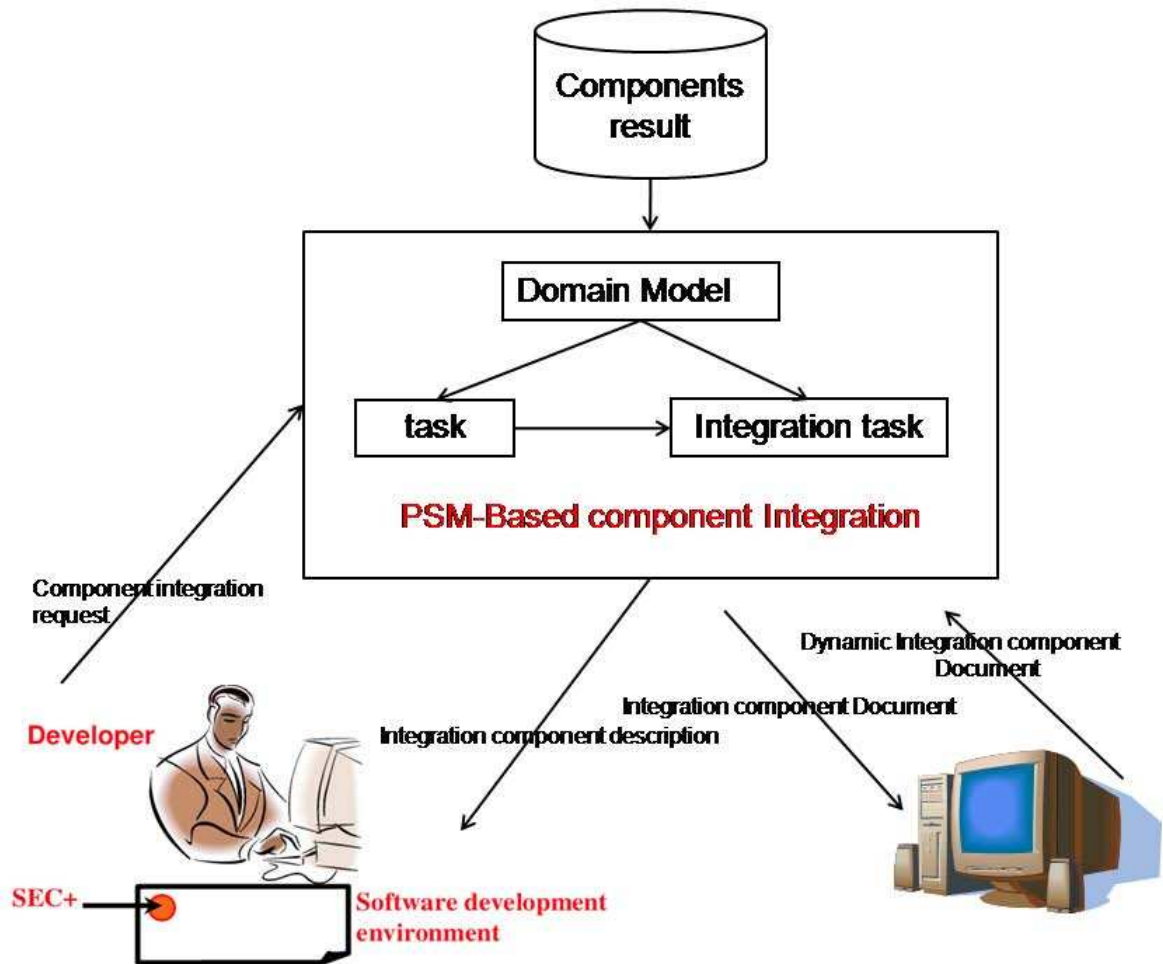 Components
result
Domain Model
task
Integration task
PSM-Based component Integration
Component integration
request
Dynamic Integration component
Document
Integration component Document
Developer
Integration component description
SEC+
Software development
environment